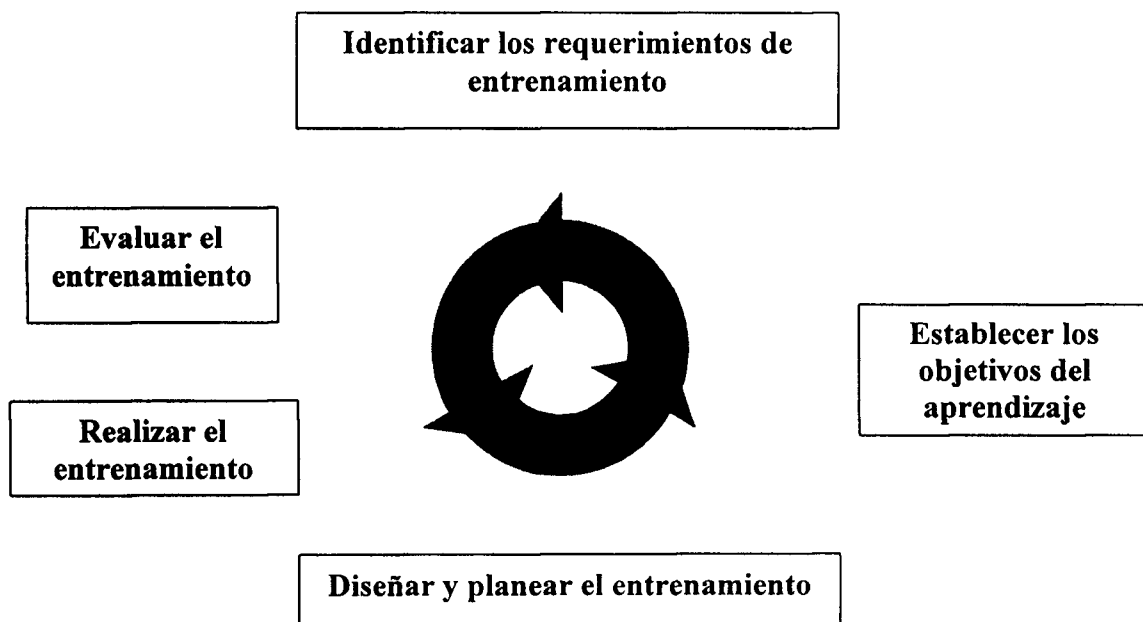 Identificar los requerimientos de
entrenamiento
Evaluar el
entrenamiento
Establecer los
objetivos del
aprendizaje
Realizar el
entrenamiento
Diseñar y planear el entrenamiento